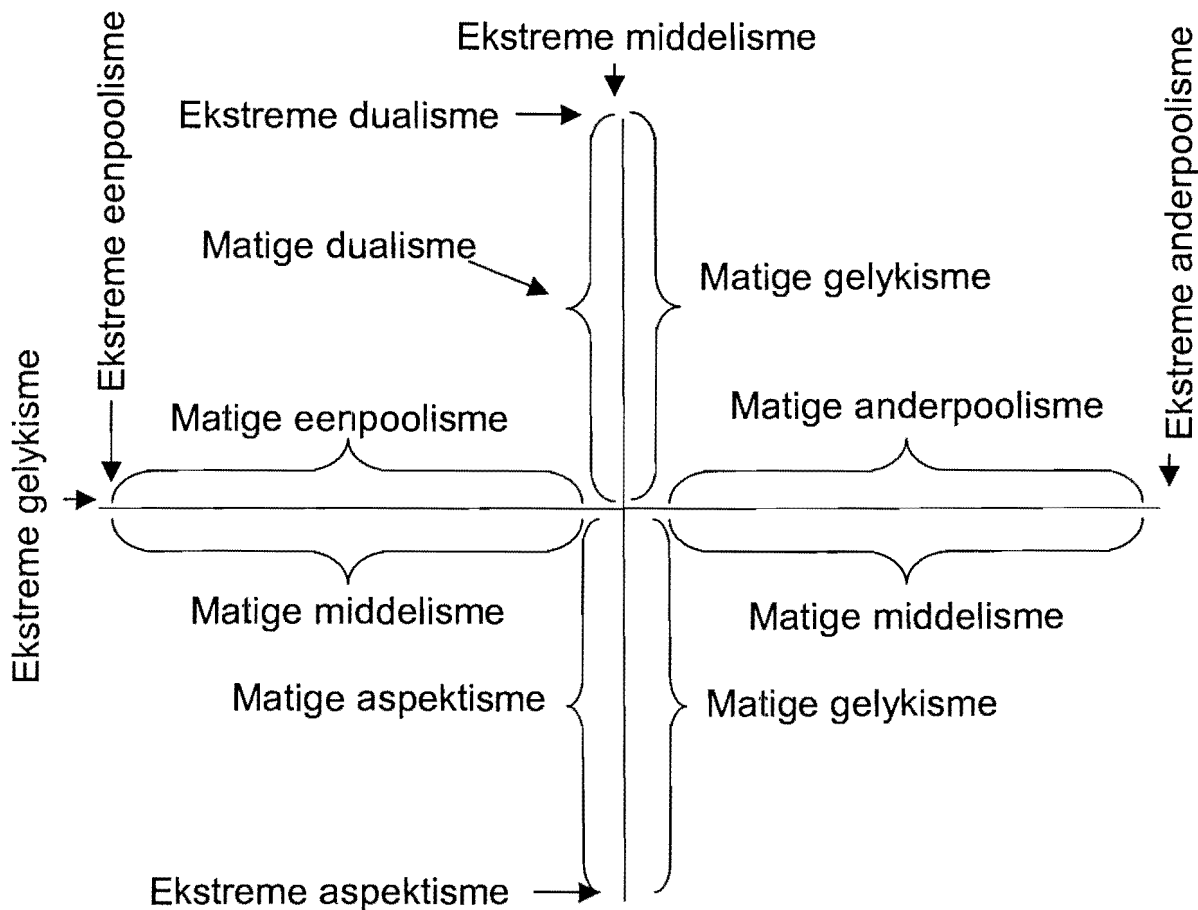 Ekstreme middelisme
Ekstreme dualisme
Ekstreme eenpoolisme
Ekstreme anderpoolisme
Matige dualisme
Matige gelykisme
Ekstreme gelykisme
Matige eenpoolisme
Matige anderpoolisme
Matige middelisme
Matige middelisme
Matige aspektisme
Matige gelykisme
Ekstreme aspektisme